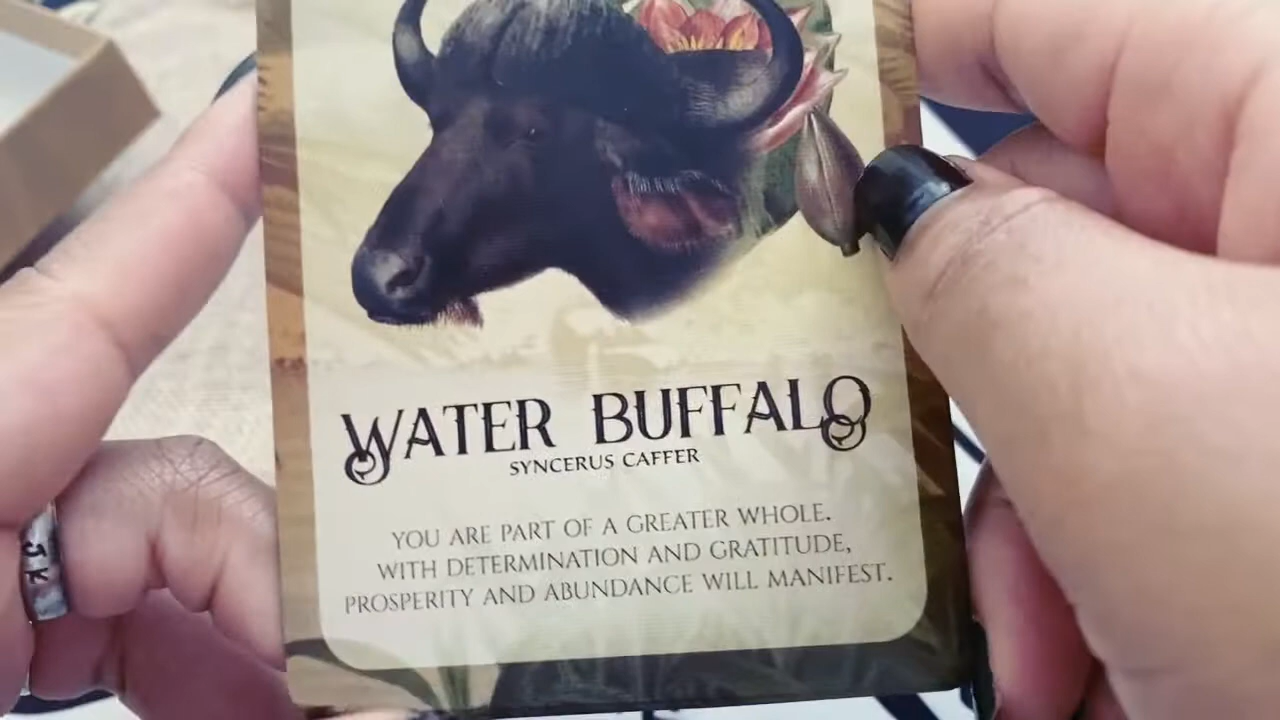 WATER BUFFALO
SYNCERUS CAFFER
YOU ARE PART OF A GREATER WHOLE.
WITH DETERMINATION AND GRATITUDE,
PROSPERITY AND ABUNDANCE WILL MANIFEST.